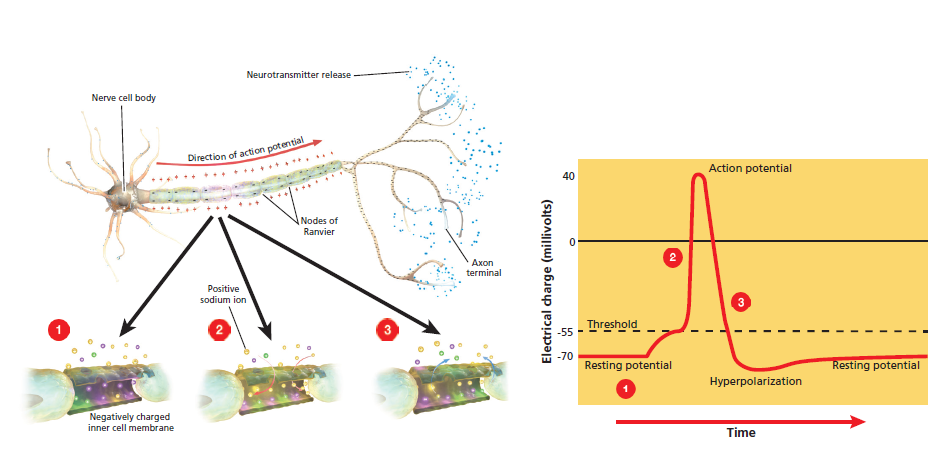 Neurotransmitter release
Nerve cell body
Direction of action potential
Nodes of
Ranvier
Axon
terminal
Positive
sodium ion
1
2
3
Negatively charged
inner cell membrane
Electrical charge (millivolts)
40
0
-55
-70
Action potential
2
3
Threshold
Resting potential
1
Hyperpolarization
Resting potential
Time